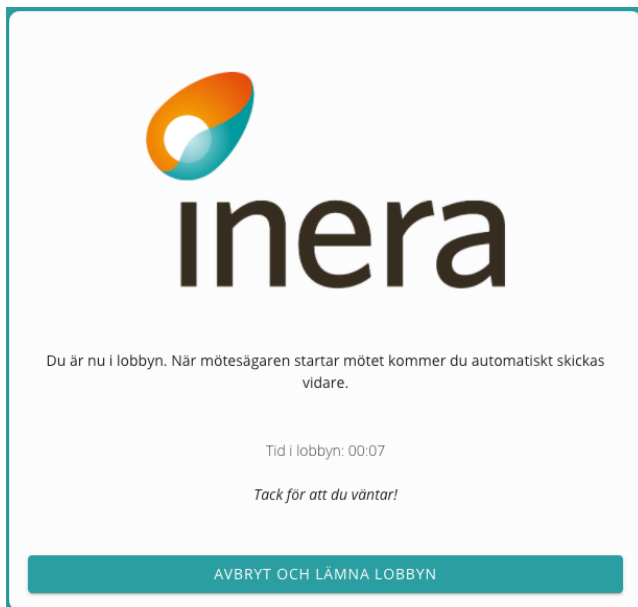 inera
Du är nu i lobbyn. När mötesägaren startar mötet kommer du automatiskt skickas
vidare.
Tid i lobbyn: 00:07
Tack för att du väntar!
AVBRYT OCH LÄMNA LOBBYN